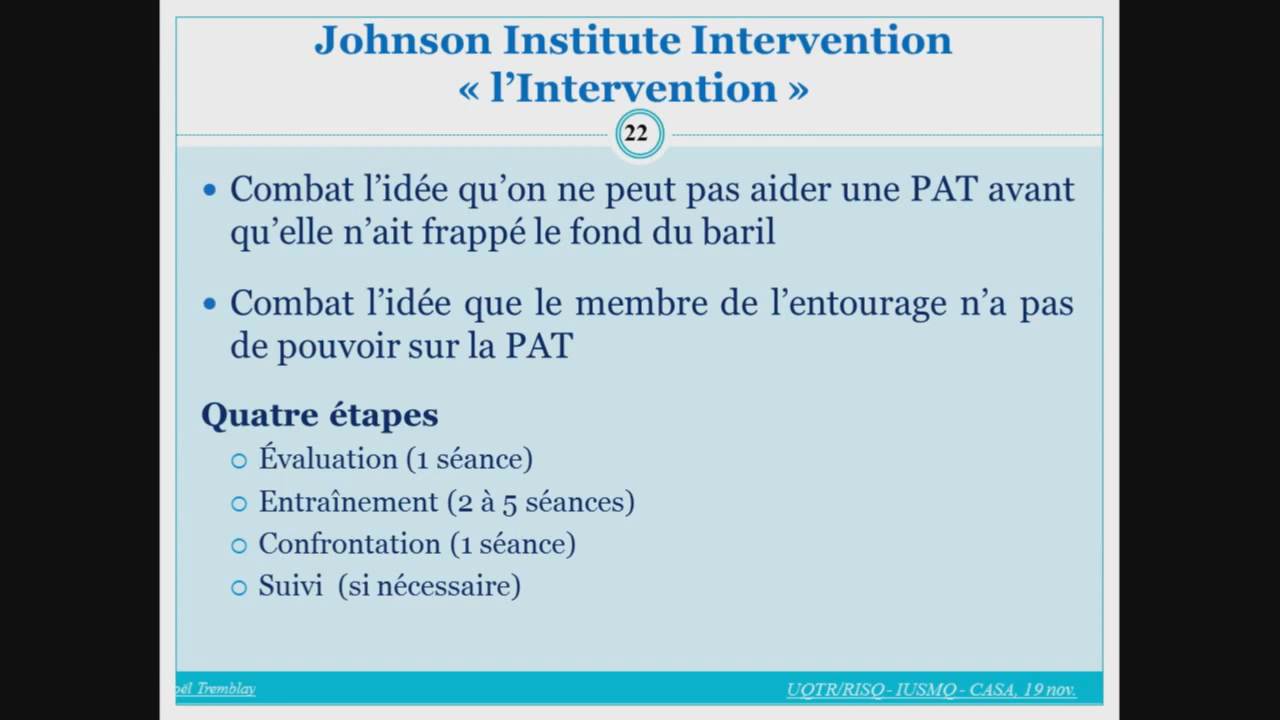 Johnson Institute Intervention
« l’Intervention »
22
• Combat l’idée qu’on ne peut pas aider une PAT avant
qu’elle n’ait frappé le fond du baril
• Combat l’idée que le membre de l’entourage n’a pas
de pouvoir sur la PAT
Quatre étapes
Évaluation (1 séance)
Entraînement (2 à 5 séances)
Confrontation (1 séance)
Suivi (si nécessaire)
Tremblay
UQTR/RISQ - IUSMQ - CASA, 19 nov.